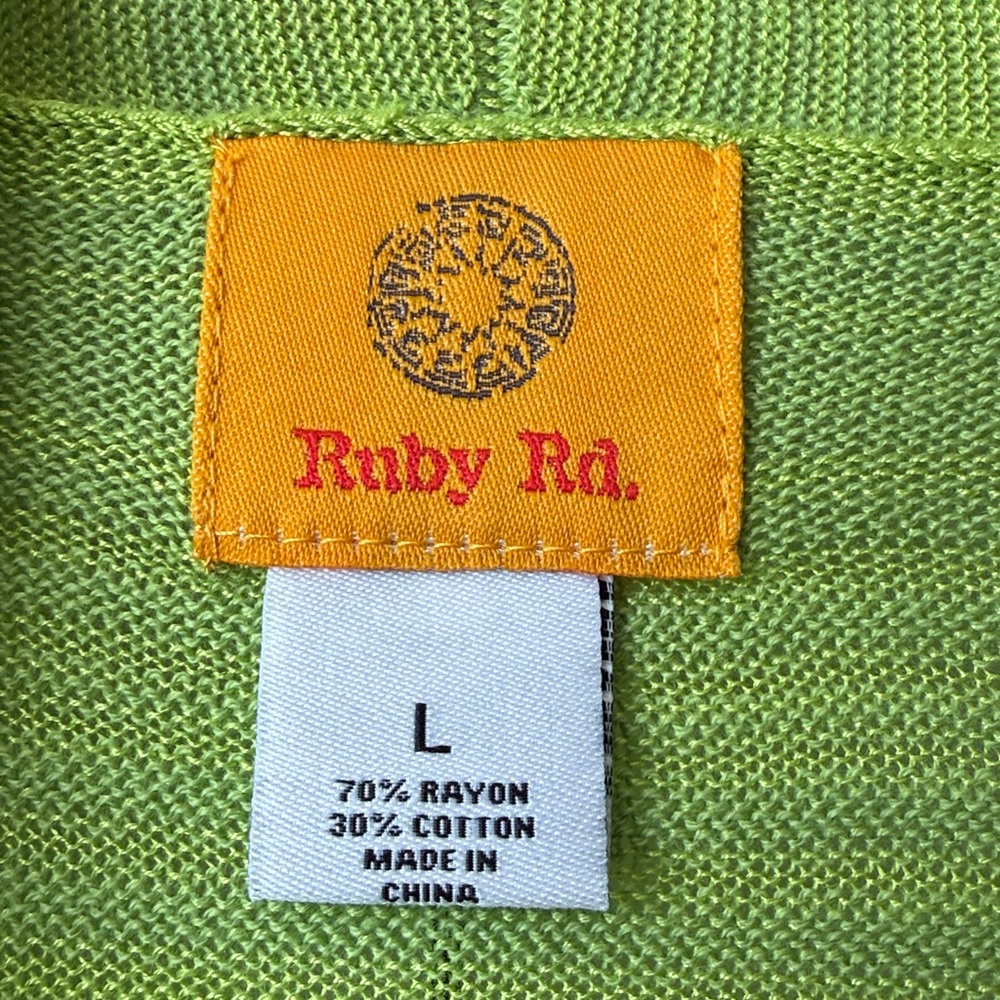 Ruby Rd.
L
70% RAYON
30% COTTON
MADE IN
CHINA